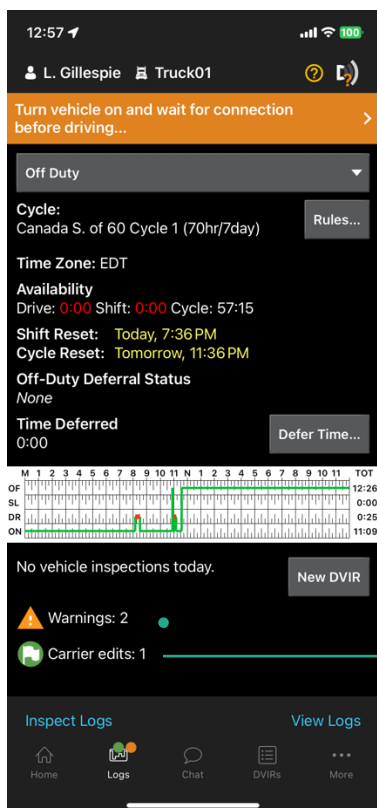 12:57
100
L. Gillespie Truck01
Turn vehicle on and wait for connection
before driving...
Off Duty
Cycle:
Canada S. of 60 Cycle 1 (70hr/7day)
Rules...
Time Zone: EDT
Availability
Drive: 0:00 Shift: 0:00 Cycle: 57:15
Shift Reset: Today, 7:36 PM
Cycle Reset: Tomorrow, 11:36 PM
Off-Duty Deferral Status
None
Time Deferred
0:00
Defer Time...
M 1 2 3 4 5 6 7 8 9 10 11 N 1 2 3 4 5 6 7 8 9 10 11 TOT
OF 12:26
SL 0:00
DR 0:25
ON 11:09
No vehicle inspections today.
New DVIR
Warnings: 2
Carrier edits: 1
Inspect Logs View Logs
Home Logs Chat DVIRs More